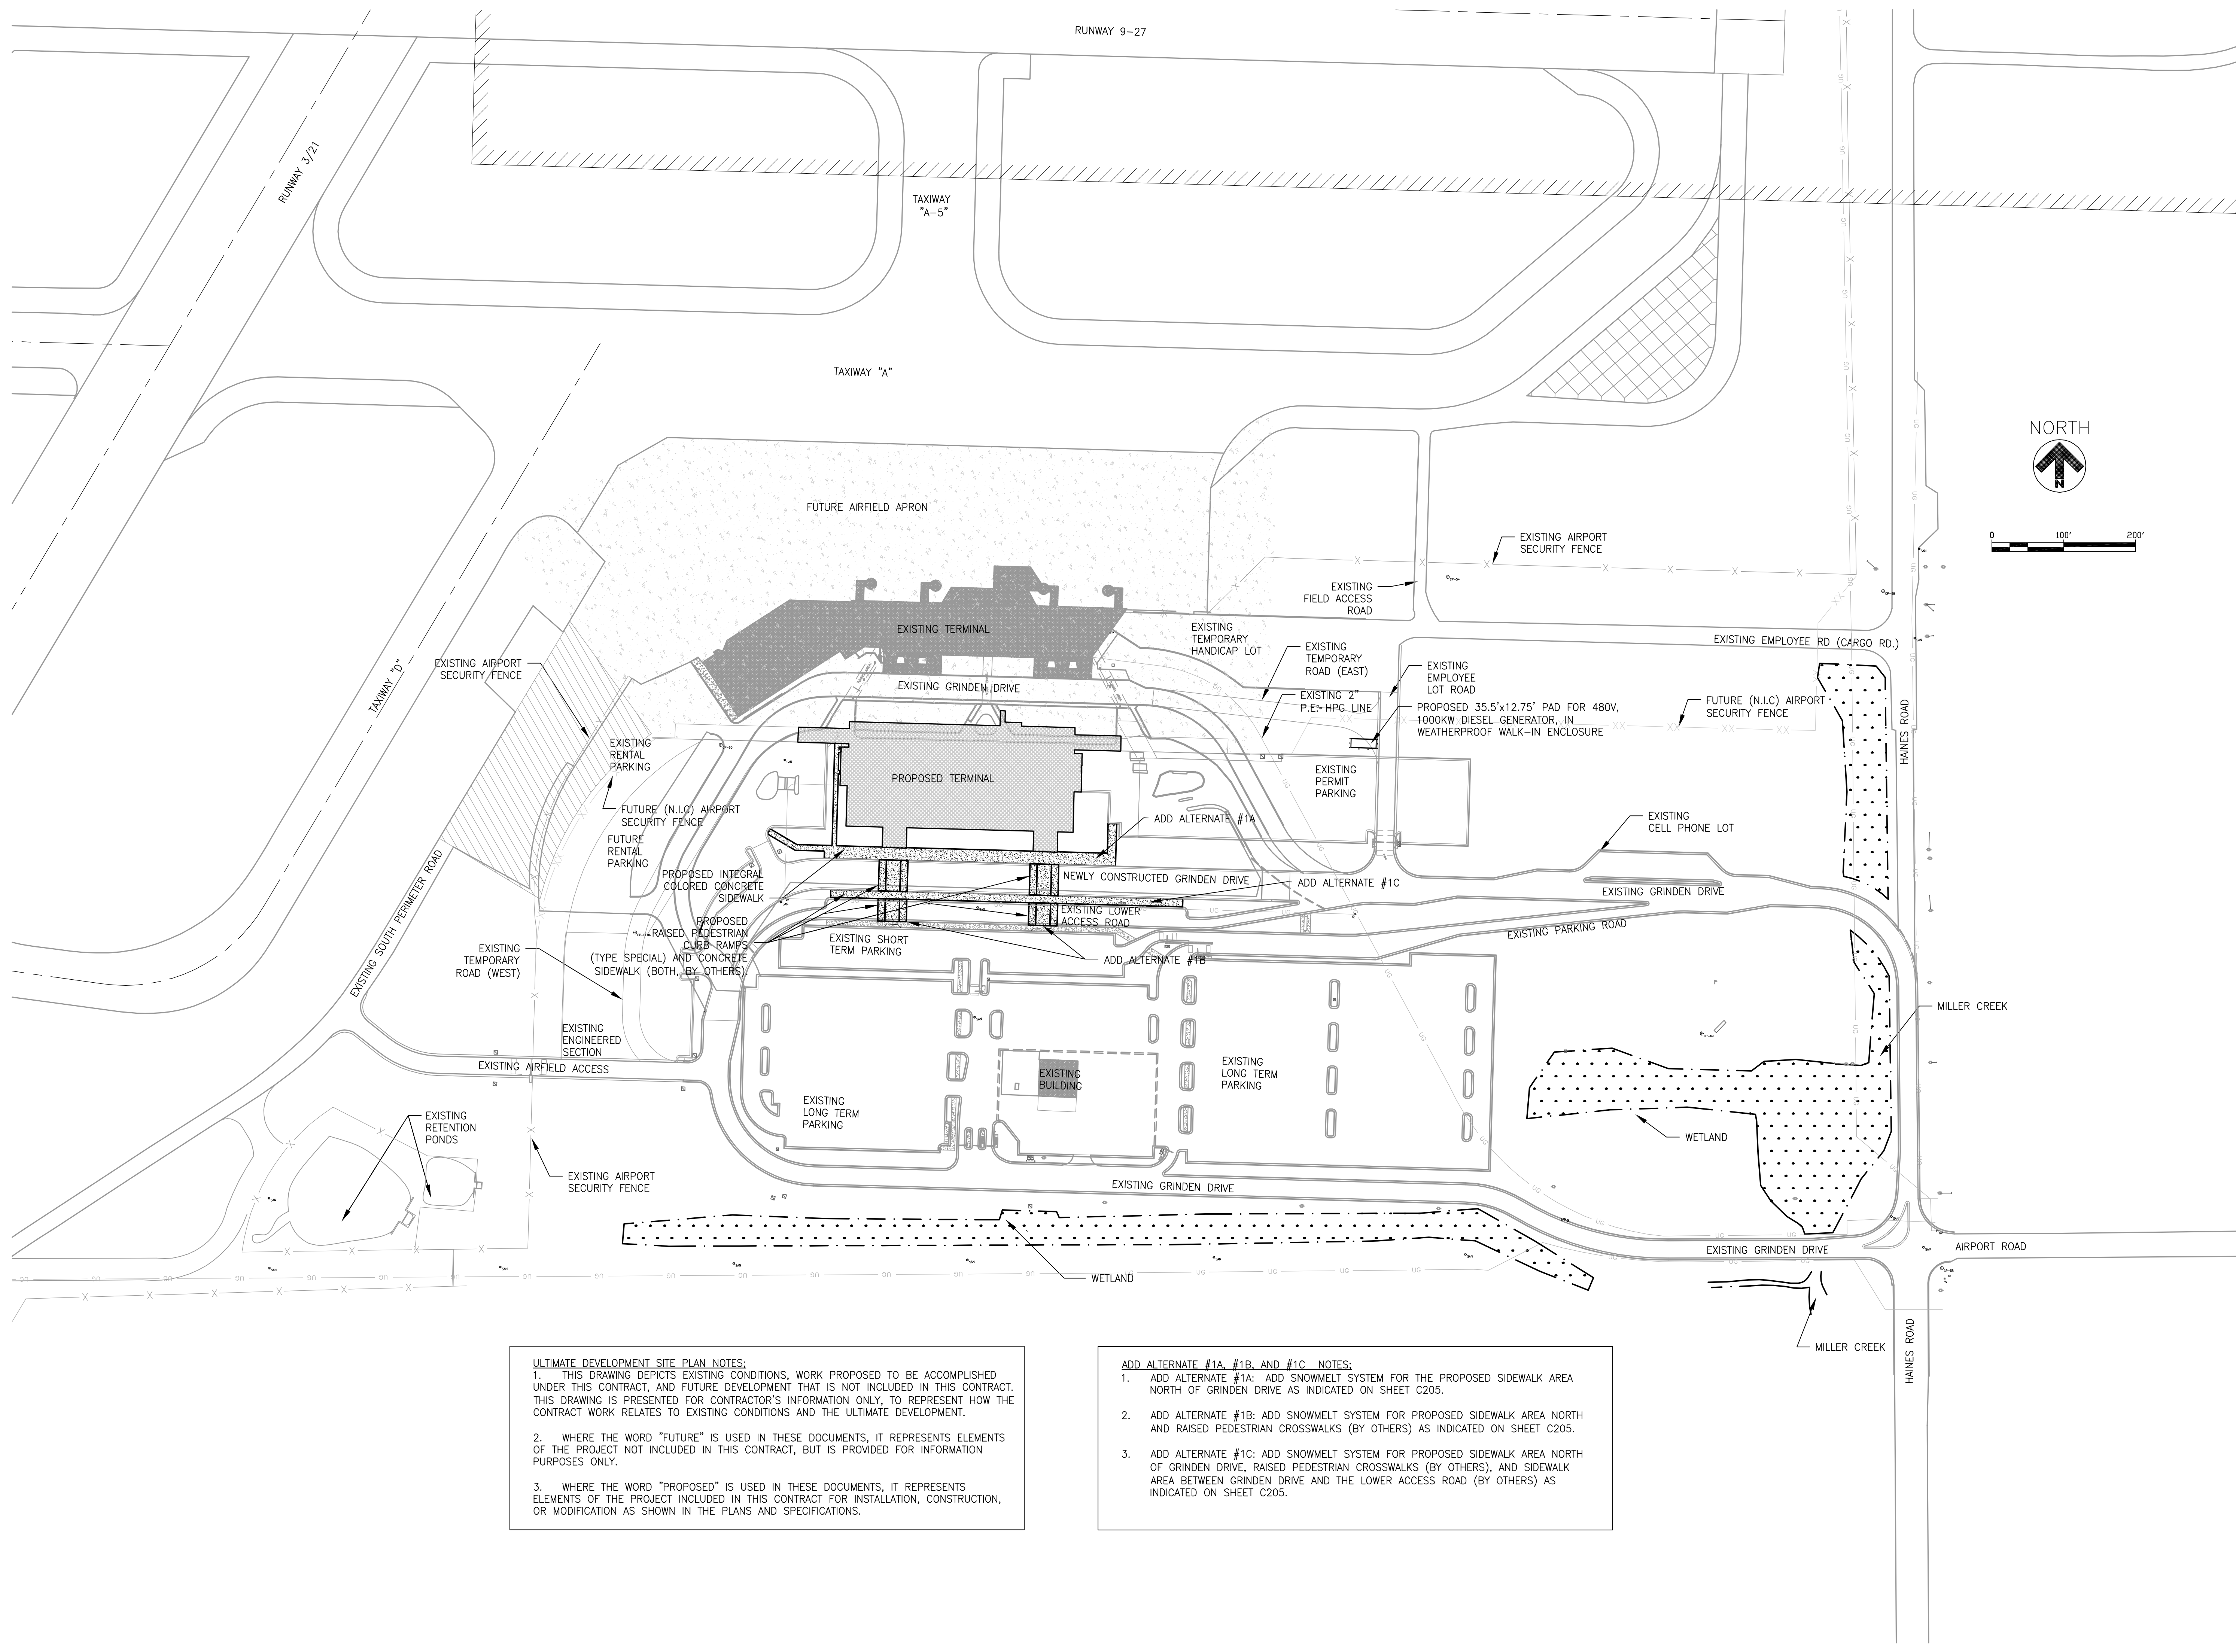 RUNWAY 9-27
RUNWAY 3/21
TAXIWAY
"A-5"
TAXIWAY "A"
NORTH
N
0 100' 200'
FUTURE AIRFIELD APRON
EXISTING AIRPORT
SECURITY FENCE
EXISTING
FIELD ACCESS
ROAD
EXISTING TERMINAL
EXISTING
TEMPORARY
HANDICAP LOT
EXISTING EMPLOYEE RD (CARGO RD.)
EXISTING AIRPORT
SECURITY FENCE
TAXIWAY "D"
EXISTING
TEMPORARY
ROAD (EAST)
EXISTING
EMPLOYEE
LOT ROAD
EXISTING GRINDEN DRIVE
EXISTING 2"
P.E. HPG LINE
PROPOSED 35.5'x12.75' PAD FOR 480V,
1000KW DIESEL GENERATOR, IN
WEATHERPROOF WALK-IN ENCLOSURE
FUTURE (N.I.C) AIRPORT
SECURITY FENCE
HAINES ROAD
EXISTING
RENTAL
PARKING
PROPOSED TERMINAL
EXISTING
PERMIT
PARKING
FUTURE (N.I.C) AIRPORT
SECURITY FENCE
FUTURE
RENTAL
PARKING
ADD ALTERNATE #1A
EXISTING
CELL PHONE LOT
EXISTING SOUTH PERIMETER ROAD
PROPOSED INTEGRAL
COLORED CONCRETE
SIDEWALK
NEWLY CONSTRUCTED GRINDEN DRIVE
ADD ALTERNATE #1C
EXISTING GRINDEN DRIVE
PROPOSED
RAISED PEDESTRIAN
CURB RAMPS
(TYPE SPECIAL) AND CONCRETE
SIDEWALK (BOTH, BY OTHERS).
EXISTING LOWER
ACCESS ROAD
EXISTING PARKING ROAD
EXISTING SHORT
TERM PARKING
ADD ALTERNATE #1B
EXISTING
TEMPORARY
ROAD (WEST)
MILLER CREEK
EXISTING
ENGINEERED
SECTION
EXISTING AIRFIELD ACCESS
EXISTING
BUILDING
EXISTING
LONG TERM
PARKING
EXISTING
LONG TERM
PARKING
EXISTING
RETENTION
PONDS
WETLAND
EXISTING AIRPORT
SECURITY FENCE
EXISTING GRINDEN DRIVE
EXISTING GRINDEN DRIVE
AIRPORT ROAD
WETLAND
MILLER CREEK
HAINES ROAD
ULTIMATE DEVELOPMENT SITE PLAN NOTES:
1. THIS DRAWING DEPICTS EXISTING CONDITIONS, WORK PROPOSED TO BE ACCOMPLISHED
UNDER THIS CONTRACT, AND FUTURE DEVELOPMENT THAT IS NOT INCLUDED IN THIS CONTRACT.
THIS DRAWING IS PRESENTED FOR CONTRACTOR'S INFORMATION ONLY, TO REPRESENT HOW THE
CONTRACT WORK RELATES TO EXISTING CONDITIONS AND THE ULTIMATE DEVELOPMENT.
2. WHERE THE WORD "FUTURE" IS USED IN THESE DOCUMENTS, IT REPRESENTS ELEMENTS
OF THE PROJECT NOT INCLUDED IN THIS CONTRACT, BUT IS PROVIDED FOR INFORMATION
PURPOSES ONLY.
3. WHERE THE WORD "PROPOSED" IS USED IN THESE DOCUMENTS, IT REPRESENTS
ELEMENTS OF THE PROJECT INCLUDED IN THIS CONTRACT FOR INSTALLATION, CONSTRUCTION,
OR MODIFICATION AS SHOWN IN THE PLANS AND SPECIFICATIONS.
ADD ALTERNATE #1A, #1B, AND #1C NOTES:
1. ADD ALTERNATE #1A: ADD SNOWMELT SYSTEM FOR THE PROPOSED SIDEWALK AREA
NORTH OF GRINDEN DRIVE AS INDICATED ON SHEET C205.
2. ADD ALTERNATE #1B: ADD SNOWMELT SYSTEM FOR PROPOSED SIDEWALK AREA NORTH
AND RAISED PEDESTRIAN CROSSWALKS (BY OTHERS) AS INDICATED ON SHEET C205.
3. ADD ALTERNATE #1C: ADD SNOWMELT SYSTEM FOR PROPOSED SIDEWALK AREA NORTH
OF GRINDEN DRIVE, RAISED PEDESTRIAN CROSSWALKS (BY OTHERS), AND SIDEWALK
AREA BETWEEN GRINDEN DRIVE AND THE LOWER ACCESS ROAD (BY OTHERS) AS
INDICATED ON SHEET C205.